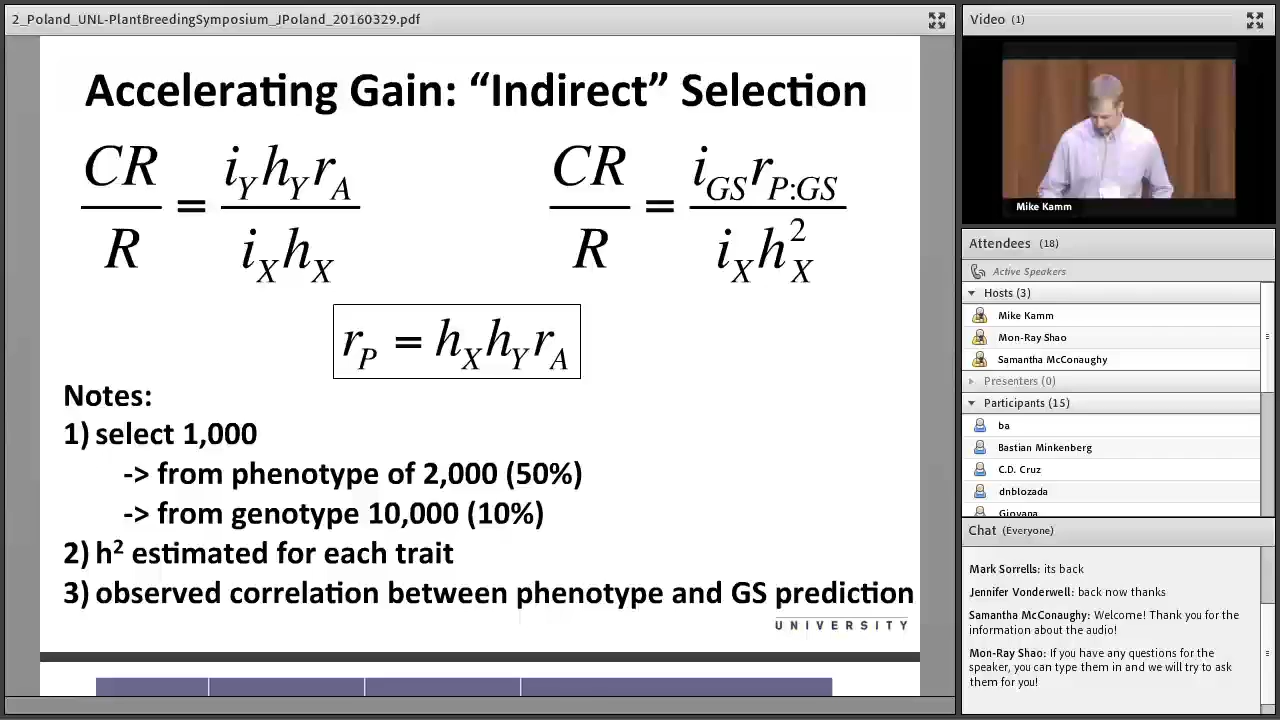 2_Poland_UNL-PlantBreedingSymposium_JPoland_20160329.pdf
Accelerating Gain: “Indirect” Selection
CR/R = i_Y h_Y r_A / i_X h_X
CR/R = i_GS r_P:GS / i_X h_X^2
r_P = h_X h_Y r_A
Notes:
1) select 1,000
-> from phenotype of 2,000 (50%)
-> from genotype 10,000 (10%)
2) h² estimated for each trait
3) observed correlation between phenotype and GS prediction
UNIVERSITY
Video (1)
Mike Kamm
Attendees (18)
Active Speakers
Hosts (3)
Mike Kamm
Mon-Ray Shao
Samantha McConaughy
Presenters (0)
Participants (15)
ba
Bastian Minkenberg
C.D. Cruz
dnblozada
Giovana
Chat (Everyone)
Mark Sorrells: its back
Jennifer Vonderwell: back now thanks
Samantha McConaughy: Welcome! Thank you for the
information about the audio!
Mon-Ray Shao: If you have any questions for the
speaker, you can type them in and we will try to ask
them for you!